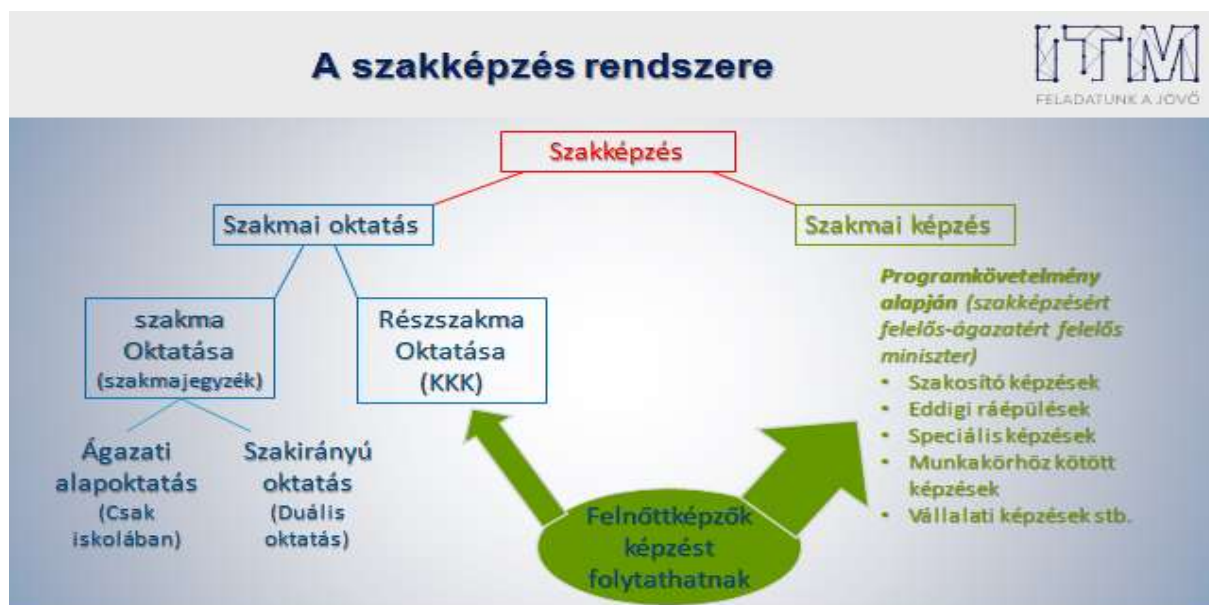 A szakképzés rendszere
ITM
FELADATUNK A JÖVŐ
Szakképzés
Szakmai oktatás
Szakmai képzés
szakma
Oktatása
(szakmajegyzék)
Részszakma
Oktatása
(KKK)
Ágazati
alapoktatás
(Csak
iskolában)
Szakirányú
oktatás
(Duális
oktatás)
Programkövetelmény
alapján (szakképzésért
felelős-ágazatért felelős
miniszter)
• Szakosító képzések
• Eddigi ráépülések
• Speciális képzések
• Munkakörhöz kötött
képzések
• Vállalati képzések stb.
Felnőttképzők
képzést
folytathatnak